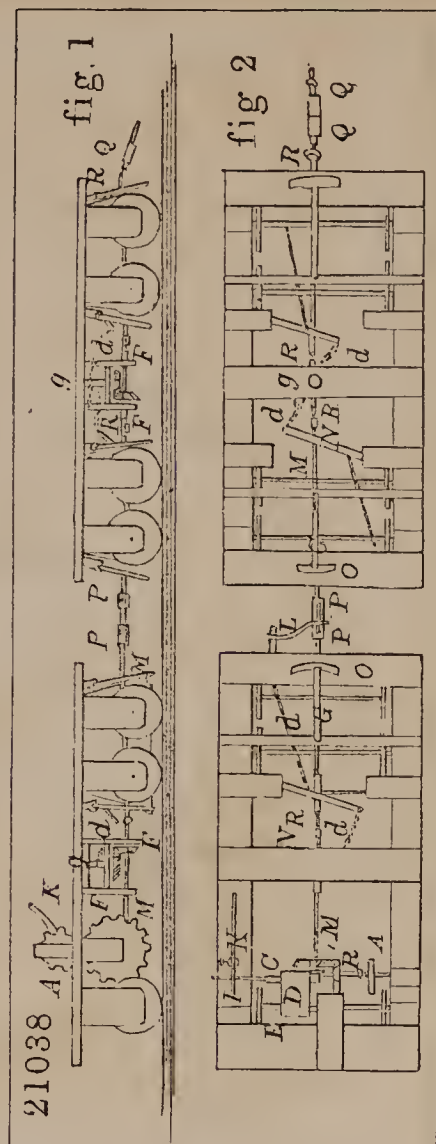 21038
fig. 1
A K
g g
F d F
M M
P P
R d F F
R Q
fig 2
l K
E D C
M R A
V R d d
G O
L P P
O M
d V R g O
R d
R Q Q